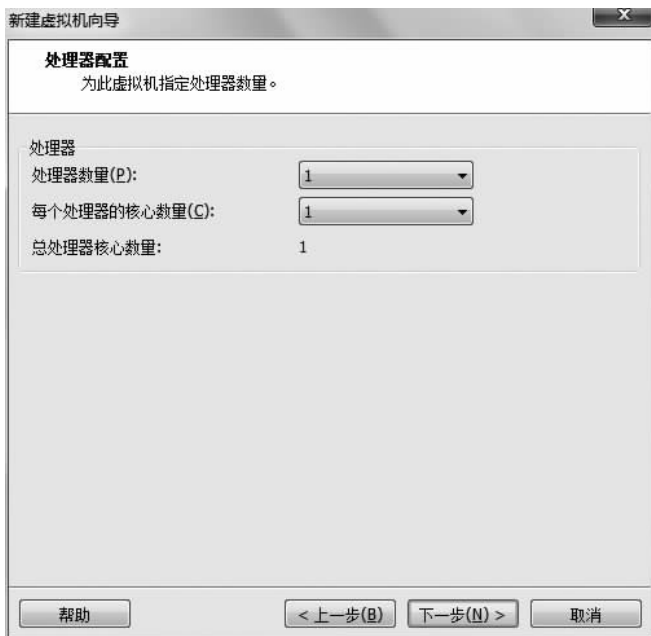 新建虚拟机向导
处理器配置
为此虚拟机指定处理器数量。
处理器
处理器数量(P): 1
每个处理器的核心数量(C): 1
总处理器核心数量: 1
帮助 < 上一步(B) 下一步(N) > 取消